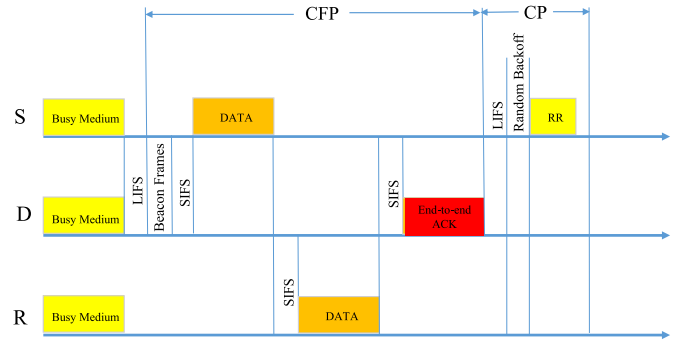 CFP
CP
S
Busy Medium
LIFS
Beacon Frames
SIFS
DATA
LIFS
Random Backoff
RR
D
Busy Medium
SIFS
End-to-end
ACK
R
Busy Medium
SIFS
DATA